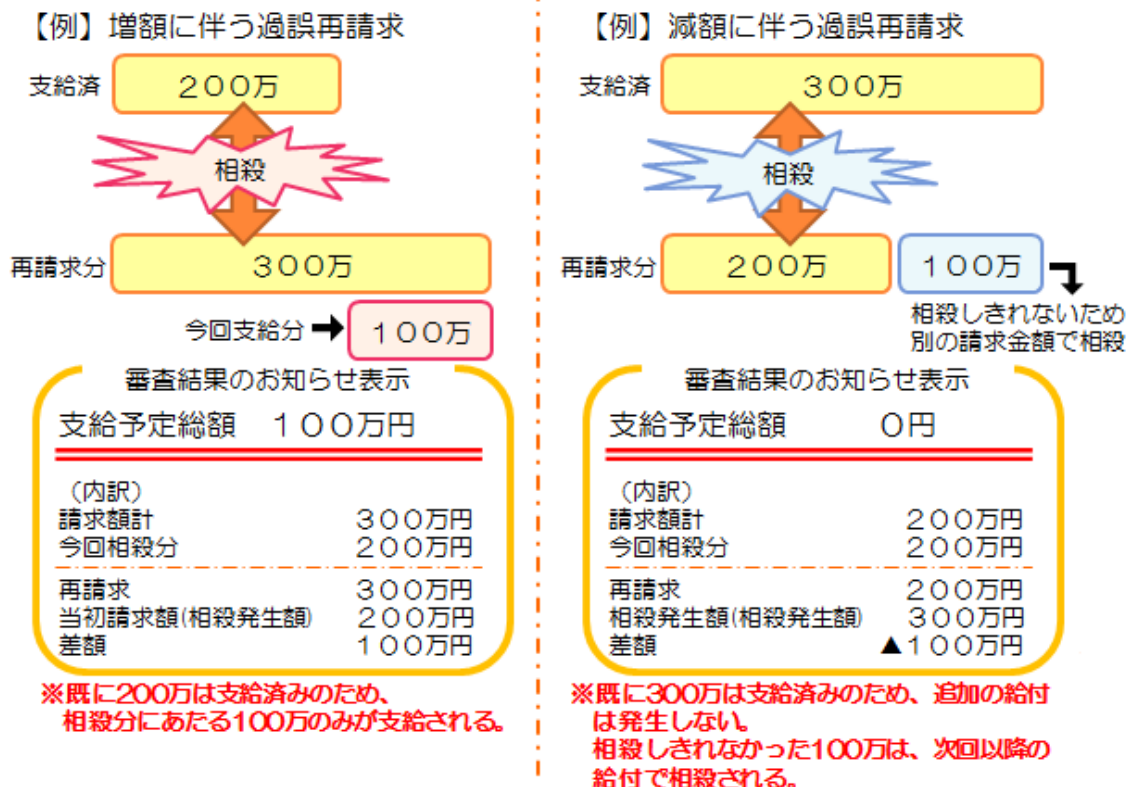 【例】増額に伴う過誤再請求
支給済
200万
相殺
再請求分
300万
今回支給分
100万
審査結果のお知らせ表示
支給予定総額 100万円
(内訳)
請求額計 300万円
今回相殺分 200万円
再請求 300万円
当初請求額(相殺発生額) 200万円
差額 100万円
※既に200万は支給済みのため、
相殺分にあたる100万のみが支給される。
【例】減額に伴う過誤再請求
支給済
300万
相殺
再請求分
200万
100万
相殺しきれないため
別の請求金額で相殺
審査結果のお知らせ表示
支給予定総額 0円
(内訳)
請求額計 200万円
今回相殺分 200万円
再請求 200万円
相殺発生額(相殺発生額) 300万円
差額 ▲100万円
※既に300万は支給済のため、追加の給付
は発生しない。
相殺しきれなかった100万は、次回以降の
給付で相殺される。